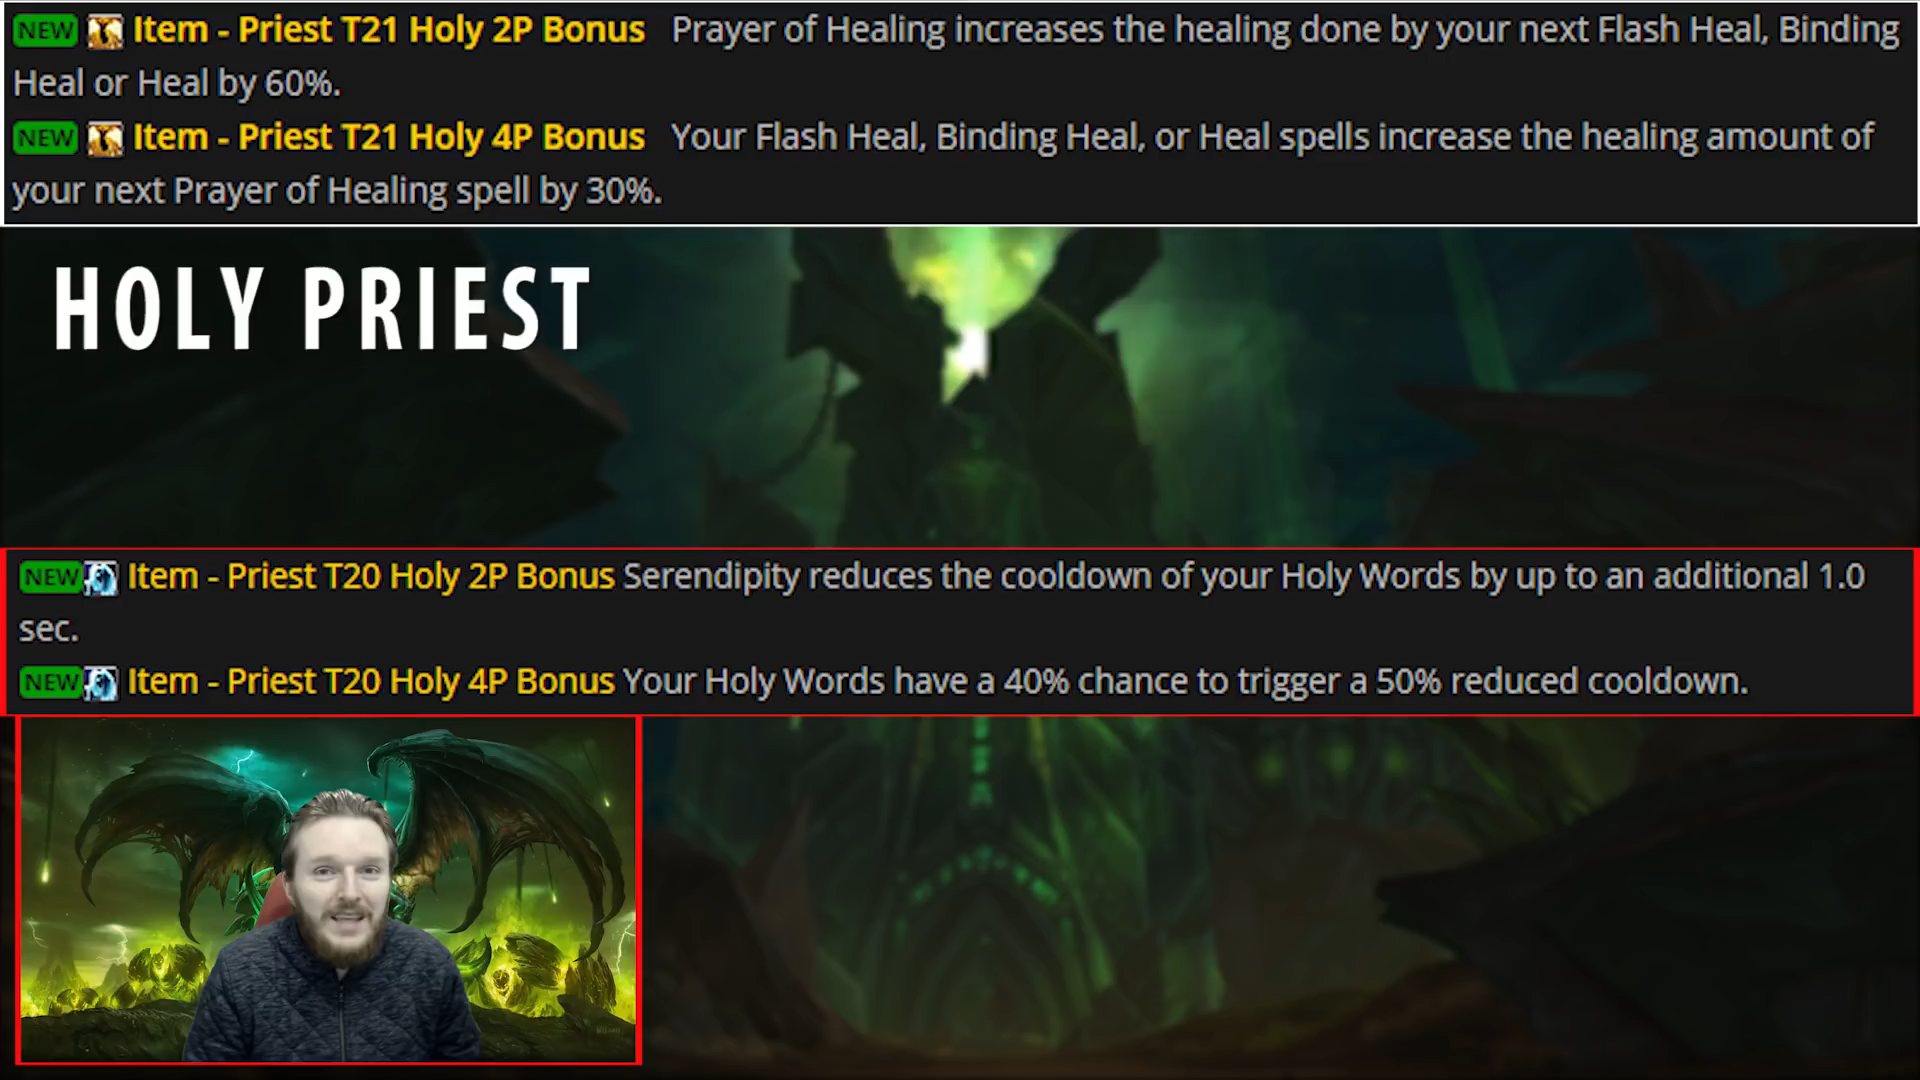 NEW Item - Priest T21 Holy 2P Bonus Prayer of Healing increases the healing done by your next Flash Heal, Binding
Heal or Heal by 60%.
NEW Item - Priest T21 Holy 4P Bonus Your Flash Heal, Binding Heal, or Heal spells increase the healing amount of
your next Prayer of Healing spell by 30%.
HOLY PRIEST
NEW Item - Priest T20 Holy 2P Bonus Serendipity reduces the cooldown of your Holy Words by up to an additional 1.0
sec.
NEW Item - Priest T20 Holy 4P Bonus Your Holy Words have a 40% chance to trigger a 50% reduced cooldown.